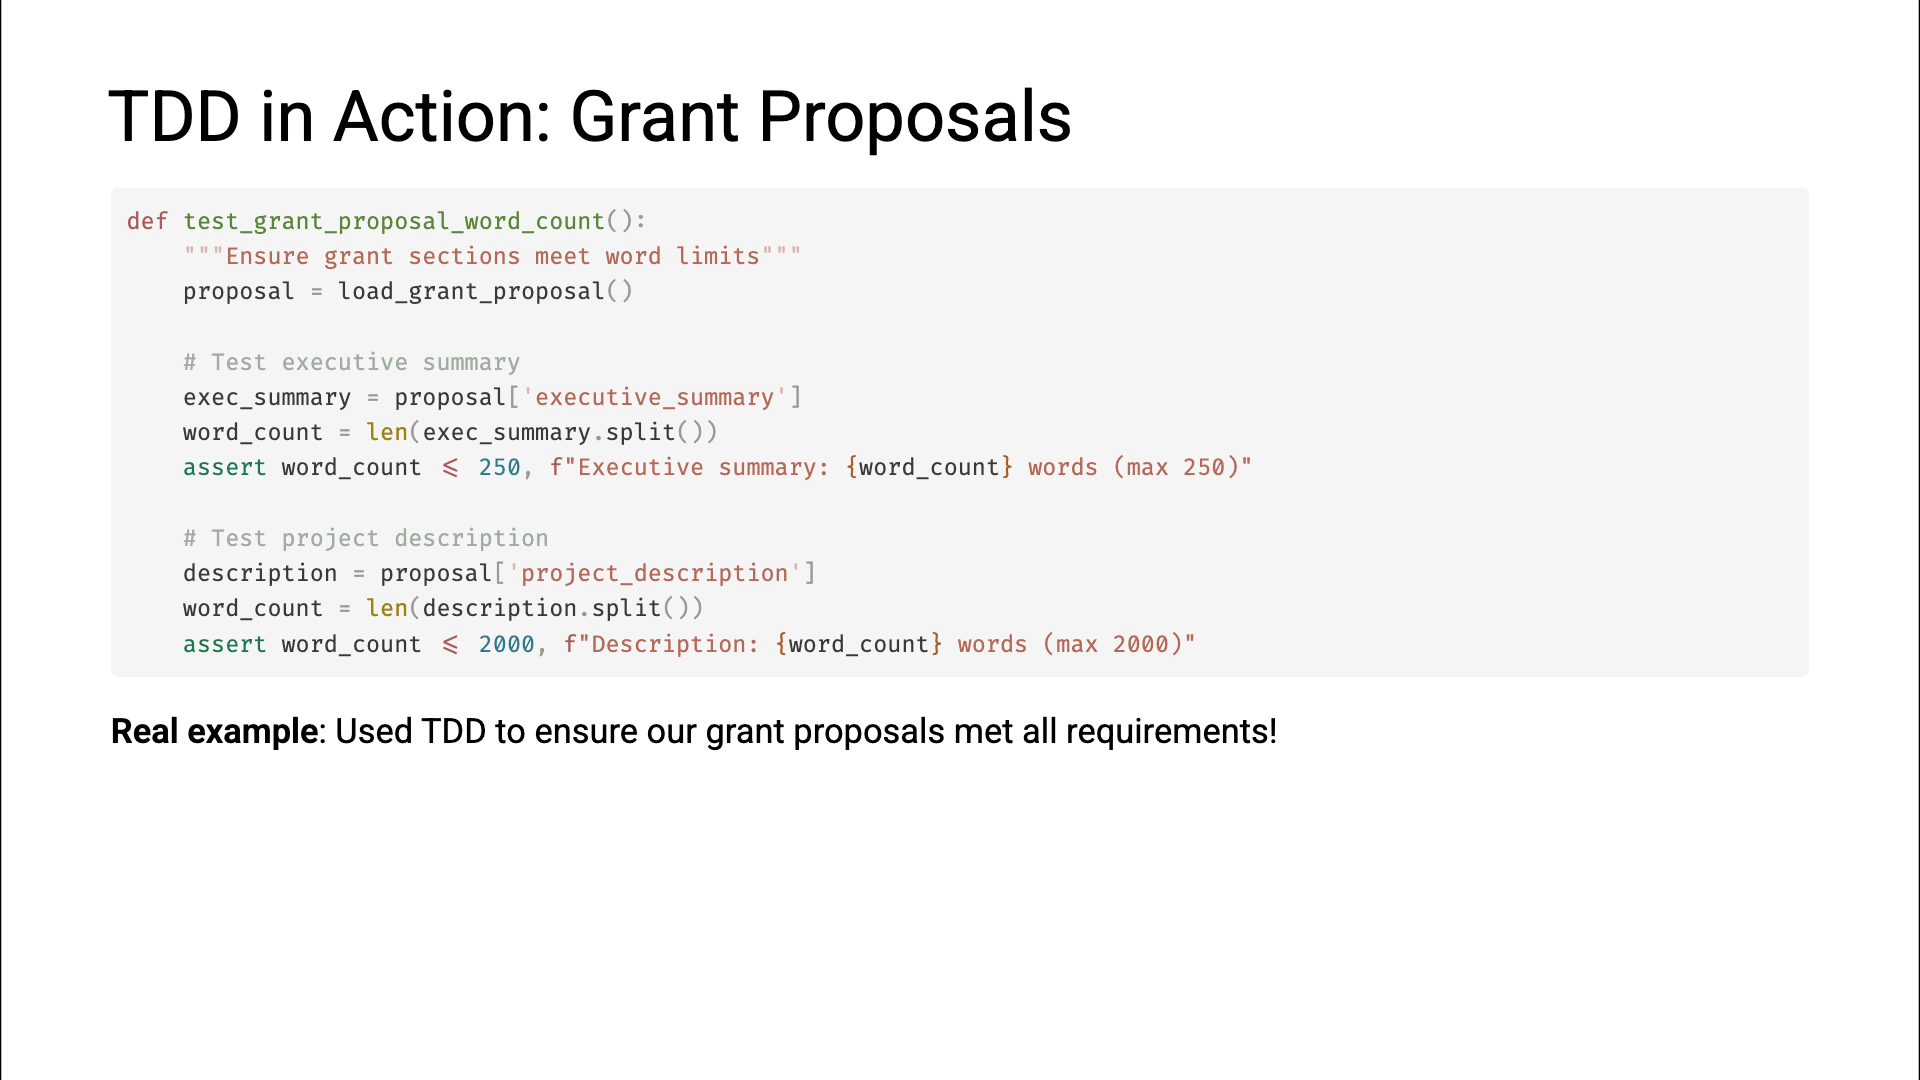 TDD in Action: Grant Proposals
def test_grant_proposal_word_count():
    """Ensure grant sections meet word limits"""
    proposal = load_grant_proposal()
    # Test executive summary
    exec_summary = proposal['executive_summary']
    word_count = len(exec_summary.split())
    assert word_count <= 250, f"Executive summary: {word_count} words (max 250)"
    # Test project description
    description = proposal['project_description']
    word_count = len(description.split())
    assert word_count <= 2000, f"Description: {word_count} words (max 2000)"
Real example: Used TDD to ensure our grant proposals met all requirements!